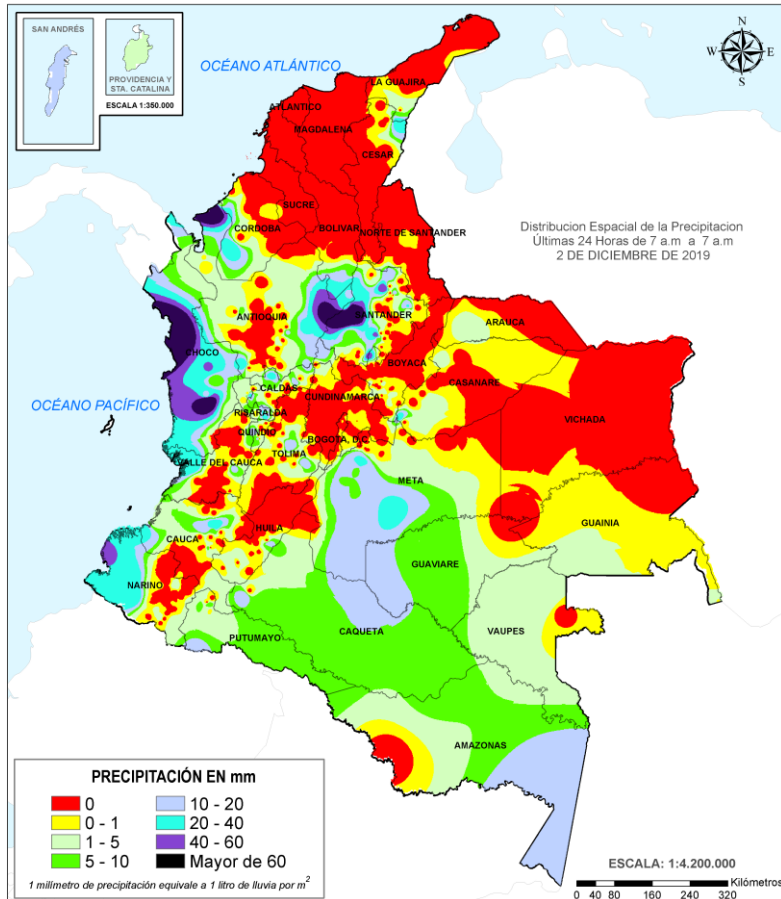 SAN ANDRÉS
PROVIDENCIA Y
STA. CATALINA
ESCALA 1:350.000
N
W
E
S
OCÉANO ATLÁNTICO
LA GUAJIRA
ATLANTICO
MAGDALENA
CESAR
SUCRE
CORDOBA
BOLIVAR
NORTE DE SANTANDER
Distribucion Espacial de la Precipitacion
Últimas 24 Horas de 7 a.m a 7 a.m
2 DE DICIEMBRE DE 2019
ANTIOQUIA
SANTANDER
ARAUCA
CHOCO
BOYACA
OCÉANO PACÍFICO
CALDAS
CASANARE
CUNDINAMARCA
RISARALDA
VICHADA
QUINDIO
BOGOTA, D.C.
TOLIMA
VALLE DEL CAUCA
META
GUAINIA
HUILA
CAUCA
GUAVIARE
NARINO
CAQUETA
VAUPES
PUTUMAYO
AMAZONAS
PRECIPITACIÓN EN mm
0
10 - 20
0 - 1
20 - 40
1 - 5
40 - 60
5 - 10
Mayor de 60
1 milímetro de precipitación equivale a 1 litro de lluvia por m²
ESCALA: 1:4.200.000
Kilómetros
0 40 80 160 240 320